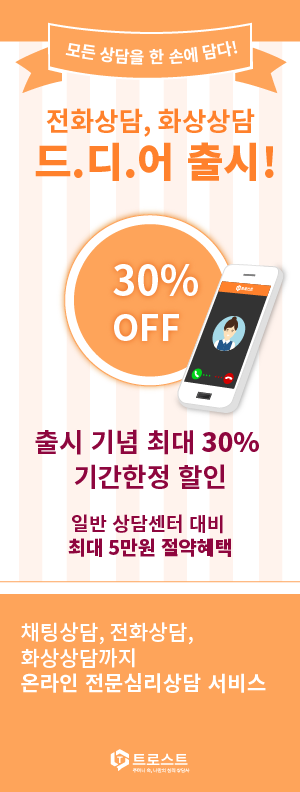 모든 상담을 한 손에 담다!
전화상담, 화상상담
드.디.어 출시!
30%
OFF
출시 기념 최대 30%
기간한정 할인
일반 상담센터 대비
최대 5만원 절약혜택
채팅상담, 전화상담,
화상상담까지
온라인 전문심리상담 서비스
트로스트